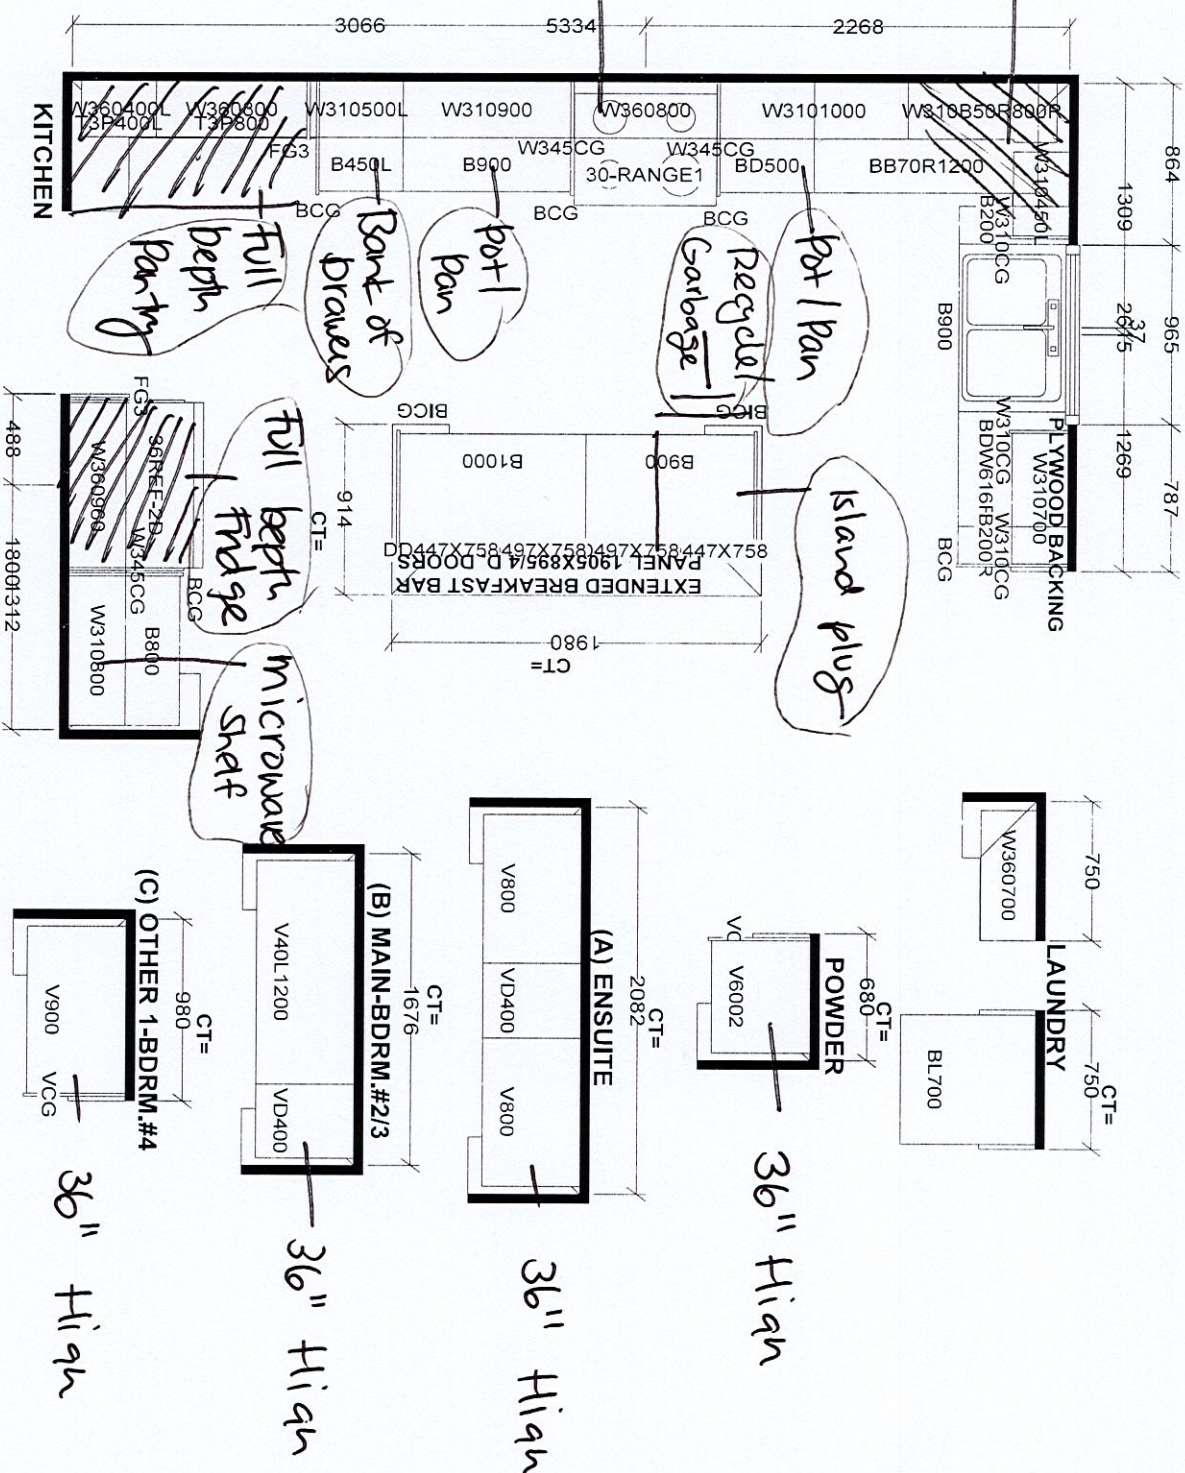 3066
5334
2268
KITCHEN
W360400L
T3P400L
W360800
T3P800
FG3
W310500L
W310900
W360800
W3101000
W310B50R800R
B450L
B900
W345CG
W345CG
30-RANGE1
BD500
BB70R1200
W310450L
BCG
BCG
BCG
W310CG
B200
B900
864
1309
965
2645
37
787
1269
PLYWOOD BACKING
W310700
W310CG
W310CG
BDW616FB200R
BCG
Full
Depth
Pantry
Bank of
Drawers
Pot/
Pan
Recycle/
Garbage
Pot/Pan
Island plug
BICG
BICG
B1000
B900
914
CT=
DD447X758
497X758
497X758
447X758
PANEL 1905X895/4 D. DOORS
EXTENDED BREAKFAST BAR
1980
CT=
FG3
36REF-2D
W360960
W345CG
BCG
B800
W310800
488
1800
1312
Full Depth
Fridge
Microwave
Shelf
750
W360700
LAUNDRY
CT=
750
BL700
POWDER
CT=
680
V6002
36" High
(A) ENSUITE
CT=
2082
V800
VD400
V800
36" High
(B) MAIN-BDRM.#2/3
CT=
1676
V40L1200
VD400
36" High
(C) OTHER 1-BDRM.#4
CT=
980
V900
VCG
36" High